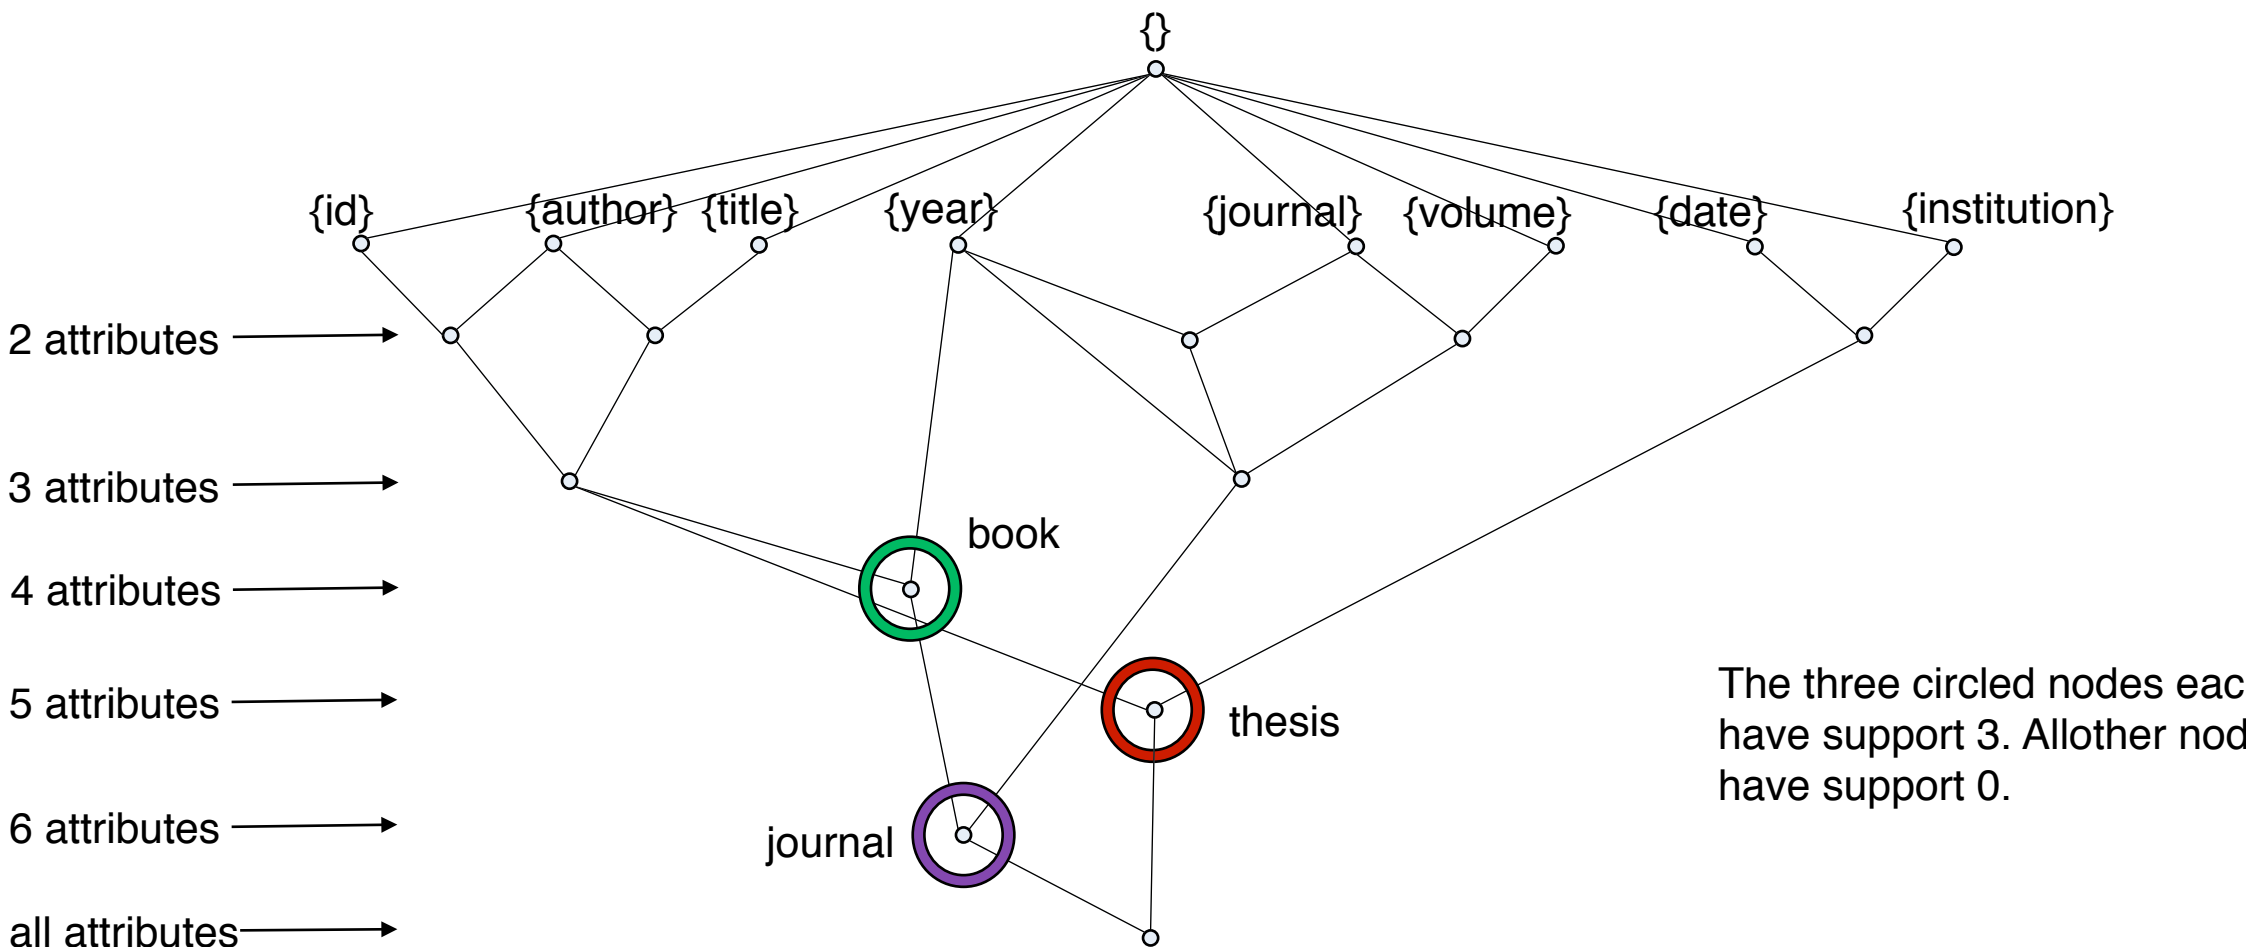 {}
{id} {author} {title} {year} {journal} {volume} {date} {institution}
2 attributes
3 attributes
book
4 attributes
The three circled nodes eac
5 attributes
thesis
have support 3. Allother nod
have support 0.
6 attributes
journal
all attributes